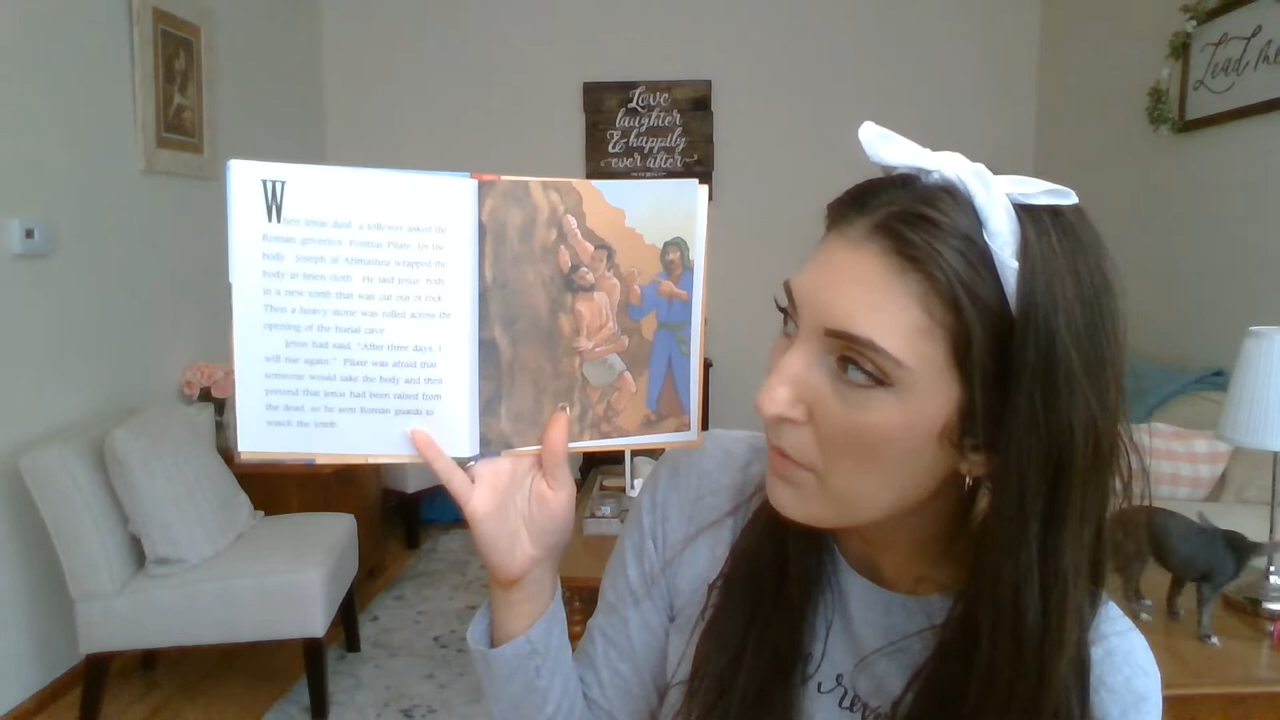 Love
laughter
& happily
ever after
Lead me
When Jesus died, a follower asked the
Roman governor, Pontius Pilate, for the
body. Joseph of Arimathea wrapped the
body in linen cloth. He laid Jesus' body
in a new tomb that was cut out of rock.
Then a heavy stone was rolled across the
opening of the burial cave.
Jesus had said, "After three days, I
will rise again." Pilate was afraid that
someone would take the body and then
pretend that Jesus had been raised from
the dead, so he sent Roman guards to
watch the tomb.